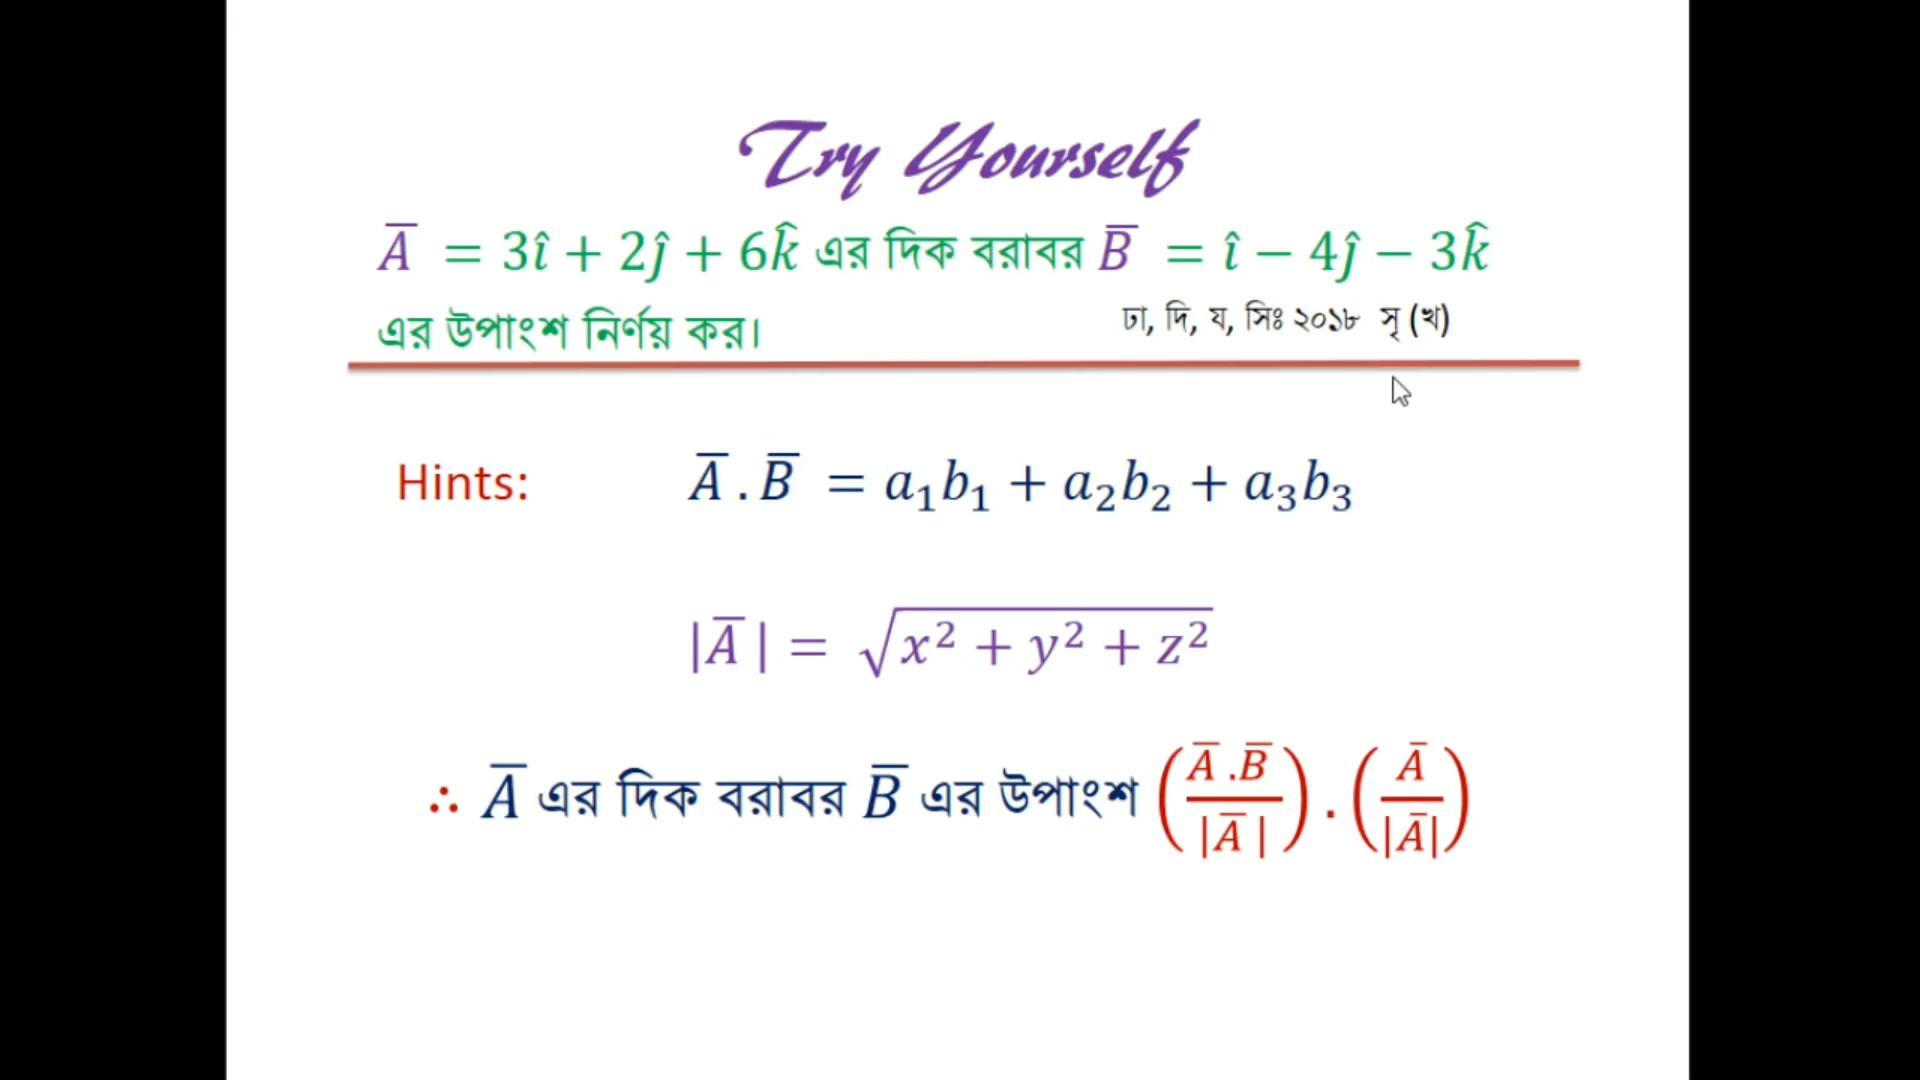 Try Yourself
A̅ = 3î + 2ĵ + 6k̂ এর দিক বরাবর B̅ = î − 4ĵ − 3k̂
এর উপাংশ নির্ণয় কর।
ঢা, দি, য, সিঃ ২০১৮ সৃ (খ)
Hints: A̅ . B̅ = a₁b₁ + a₂b₂ + a₃b₃
|A̅| = √(x² + y² + z²)
∴ A̅ এর দিক বরাবর B̅ এর উপাংশ (A̅ .B̅ / |A̅|) . (A̅ / |A̅|)